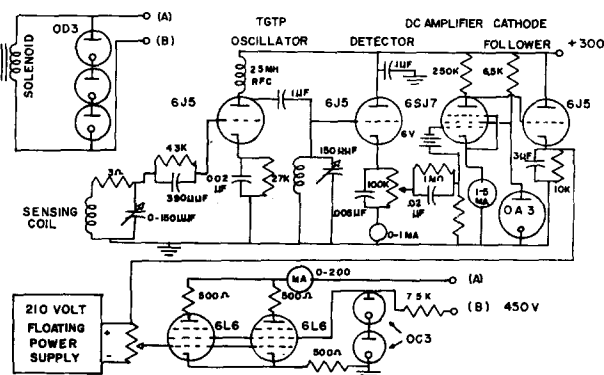 OD3
(A)
(B)
SOLENOID
TGTP
OSCILLATOR
DETECTOR
DC AMPLIFIER CATHODE
FOLLOWER
+300
25MH
RFC
.1μF
.1μF
250K
6.5K
6J5
6J5
6SJ7
6J5
6V
43K
3Ω
390μμF
.002
μF
27K
150μμF
100K
.005μF
1MΩ
.02
μF
3μF
10K
1-5
MA
OA3
0-150μμF
SENSING
COIL
0-1MA
MA
0-200
(A)
500Ω
500Ω
7.5K
(B) 450V
210 VOLT
FLOATING
POWER
SUPPLY
+
-
6L6
6L6
OC3
500Ω